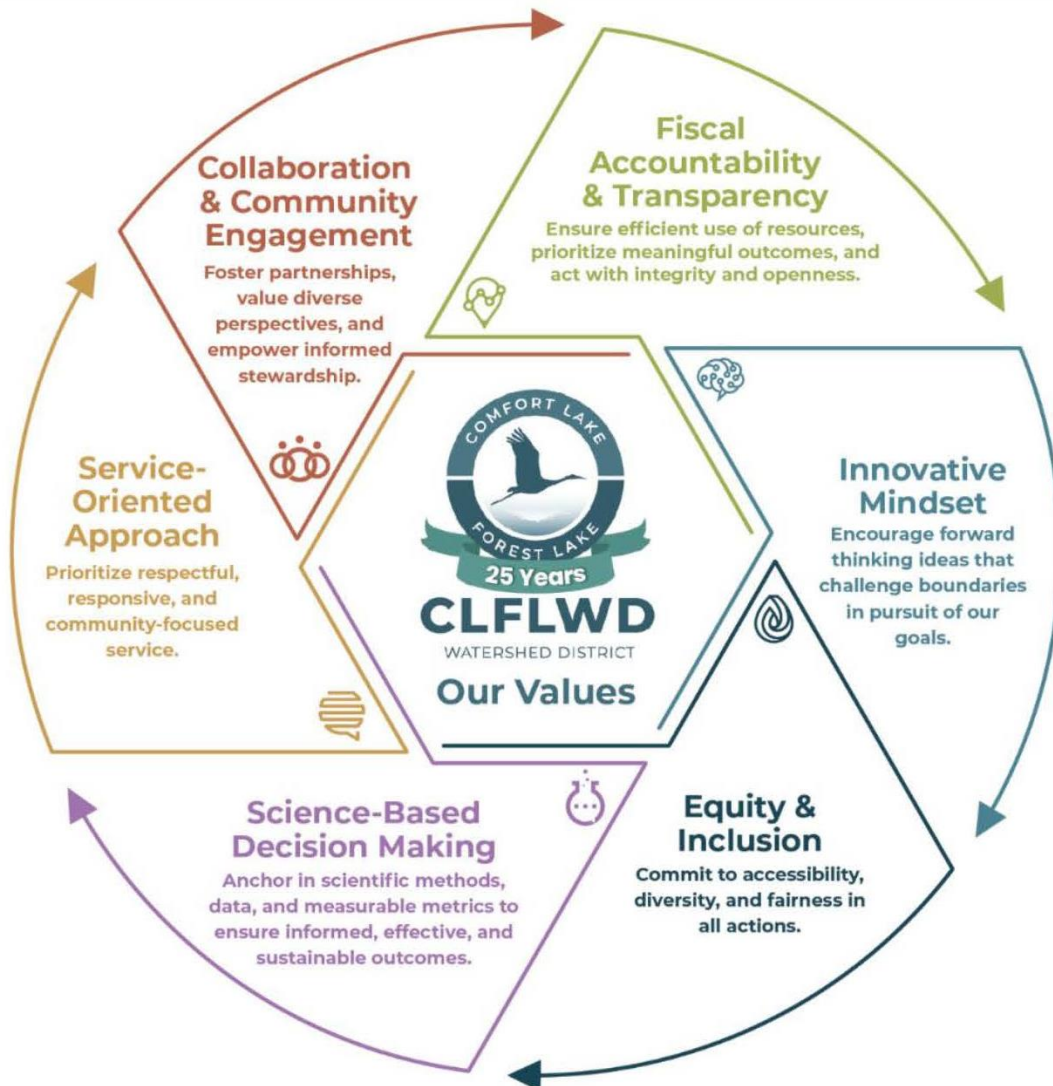 Collaboration
& Community
Engagement
Foster partnerships,
value diverse
perspectives, and
empower informed
stewardship.
Fiscal
Accountability
& Transparency
Ensure efficient use of resources,
prioritize meaningful outcomes, and
act with integrity and openness.
Innovative
Mindset
Encourage forward
thinking ideas that
challenge boundaries
in pursuit of our
goals.
Equity &
Inclusion
Commit to accessibility,
diversity, and fairness in
all actions.
Science-Based
Decision Making
Anchor in scientific methods,
data, and measurable metrics to
ensure informed, effective, and
sustainable outcomes.
Service-
Oriented
Approach
Prioritize respectful,
responsive, and
community-focused
service.
COMFORT LAKE
FOREST LAKE
25 Years
CLFLWD
WATERSHED DISTRICT
Our Values